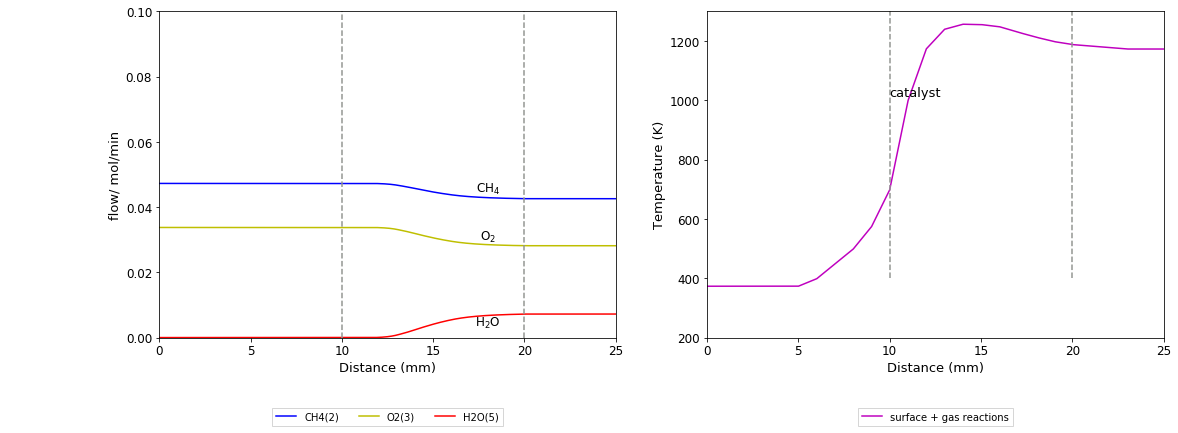 0.10
0.08
0.06
0.04
0.02
0.00
flow/ mol/min
CH₄
O₂
H₂O
0 5 10 15 20 25
Distance (mm)
CH4(2) O2(3) H2O(5)
1200
1000
800
600
400
200
Temperature (K)
catalyst
0 5 10 15 20 25
Distance (mm)
surface + gas reactions